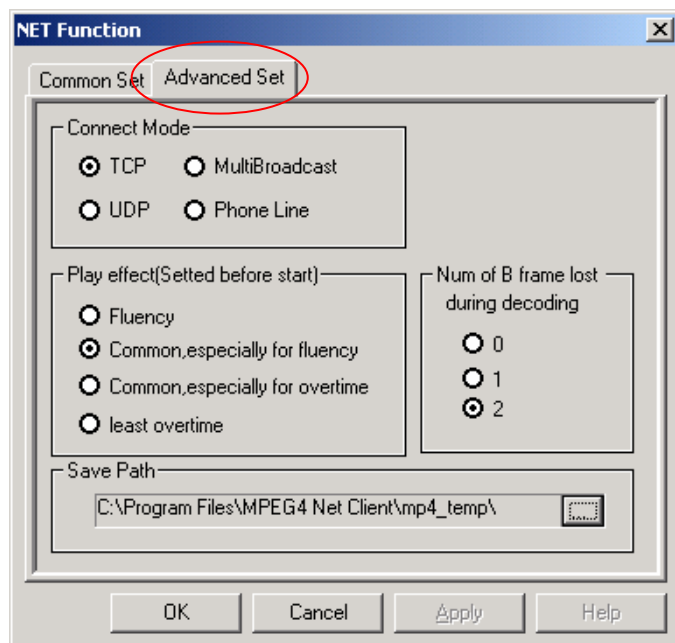 NET Function
Common Set
Advanced Set
Connect Mode
TCP
MultiBroadcast
UDP
Phone Line
Play effect(Setted before start)
Fluency
Common,especially for fluency
Common,especially for overtime
least overtime
Num of B frame lost
during decoding
0
1
2
Save Path
C:\Program Files\MPEG4 Net Client\mp4_temp\
...
OK
Cancel
Apply
Help